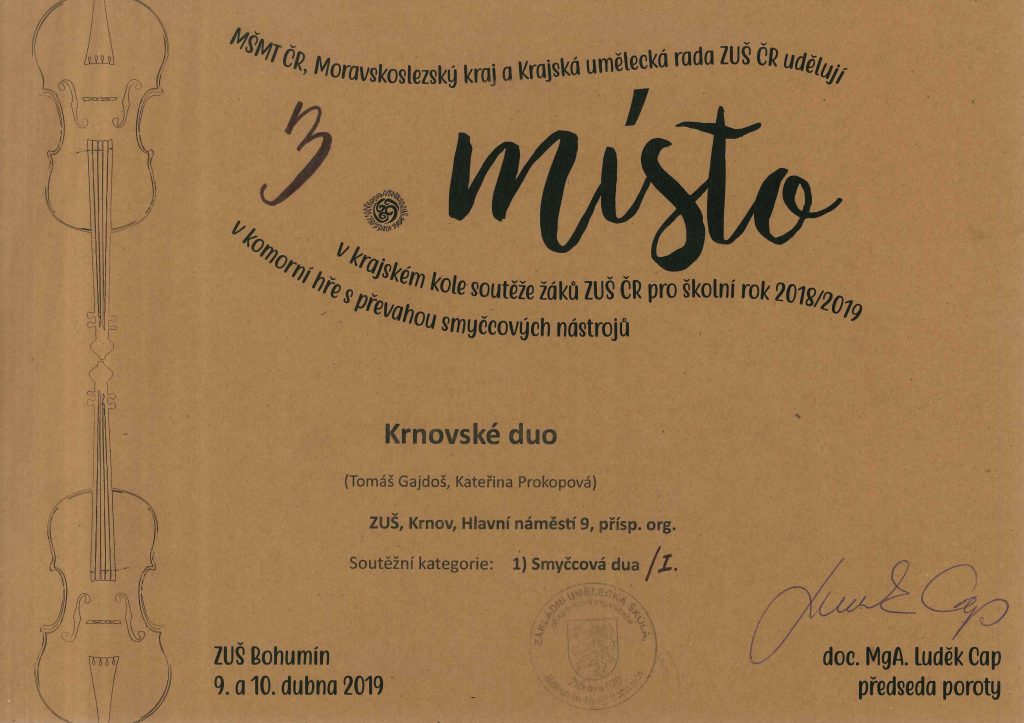 MŠMT ČR, Moravskoslezský kraj a Krajská umělecká rada ZUŠ ČR udělují
3. místo
v krajském kole soutěže žáků ZUŠ ČR pro školní rok 2018/2019
v komorní hře s převahou smyčcových nástrojů
Krnovské duo
(Tomáš Gajdoš, Kateřina Prokopová)
ZUŠ, Krnov, Hlavní náměstí 9, přísp. org.
Soutěžní kategorie: 1) Smyčcová dua /I.
ZÁKLADNÍ UMĚLECKÁ ŠKOLA,
ZUŠ Bohumín
9. a 10. dubna 2019
doc. MgA. Luděk Cap
předseda poroty